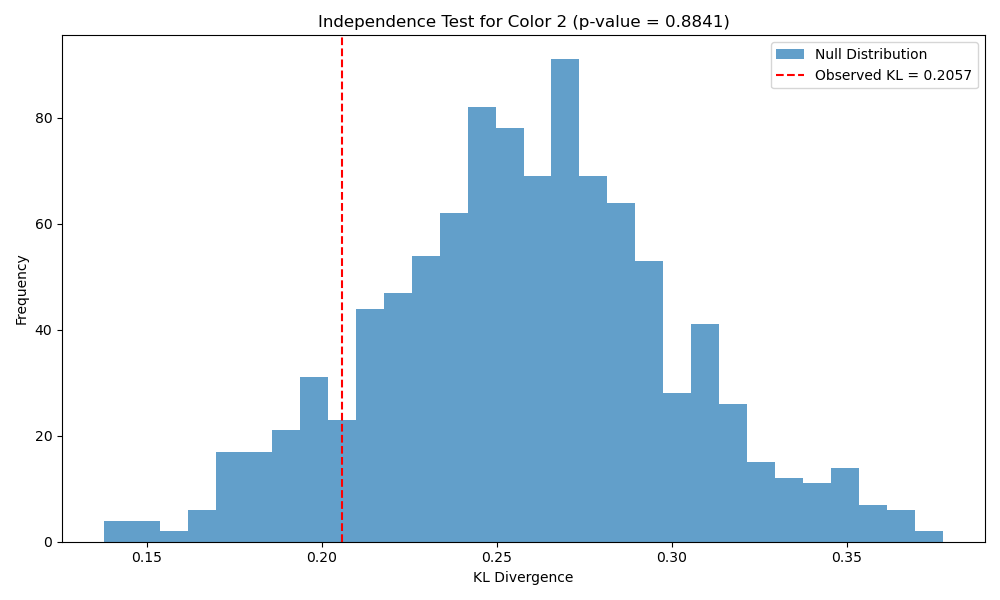 Independence Test for Color 2 (p-value = 0.8841)
Null Distribution
Observed KL = 0.2057
Frequency
80
60
40
20
0
0.15 0.20 0.25 0.30 0.35
KL Divergence